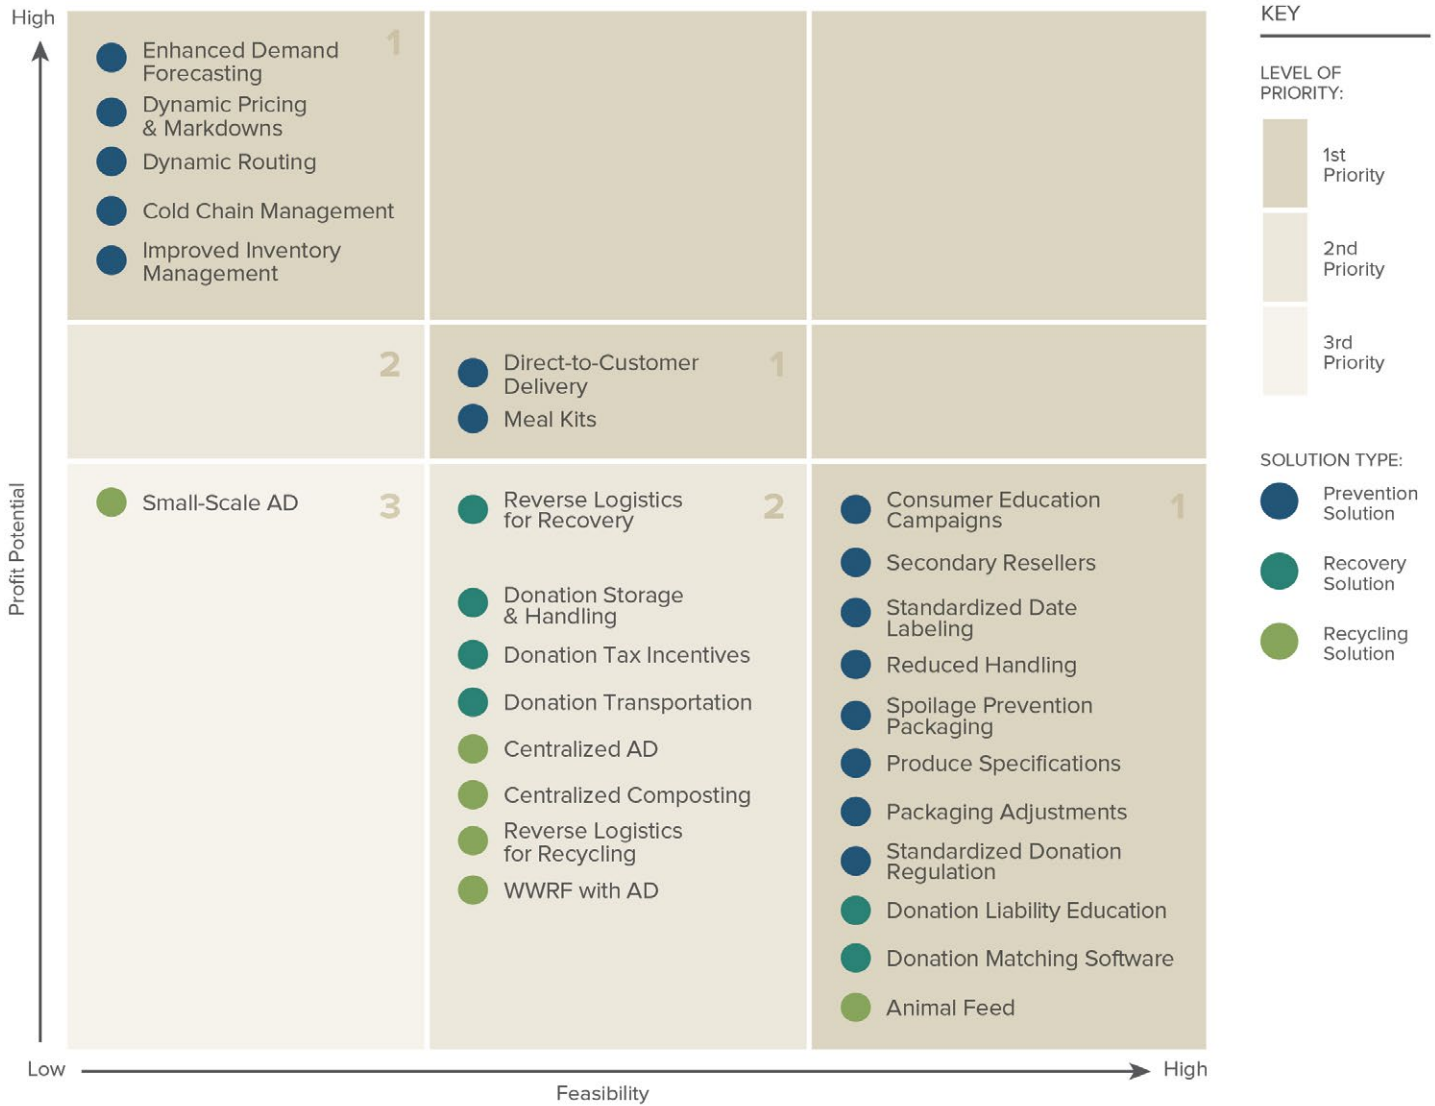 High
1
Enhanced Demand
Forecasting
Dynamic Pricing
& Markdowns
Dynamic Routing
Cold Chain Management
Improved Inventory
Management
2
Direct-to-Customer
Delivery
1
Meal Kits
Small-Scale AD
3
Reverse Logistics
for Recovery
2
Donation Storage
& Handling
Donation Tax Incentives
Donation Transportation
Centralized AD
Centralized Composting
Reverse Logistics
for Recycling
WWRF with AD
Consumer Education
Campaigns
1
Secondary Resellers
Standardized Date
Labeling
Reduced Handling
Spoilage Prevention
Packaging
Produce Specifications
Packaging Adjustments
Standardized Donation
Regulation
Donation Liability Education
Donation Matching Software
Animal Feed
Profit Potential
Low
Feasibility
High
KEY
LEVEL OF
PRIORITY:
1st
Priority
2nd
Priority
3rd
Priority
SOLUTION TYPE:
Prevention
Solution
Recovery
Solution
Recycling
Solution